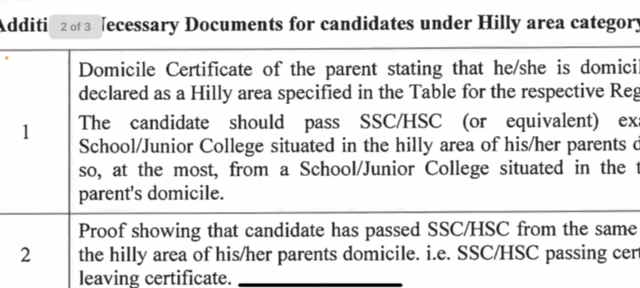 Additi 2 of 3 Necessary Documents for candidates under Hilly area category
1
Domicile Certificate of the parent stating that he/she is domicil
declared as a Hilly area specified in the Table for the respective Reg
The candidate should pass SSC/HSC (or equivalent) exa
School/Junior College situated in the hilly area of his/her parents d
so, at the most, from a School/Junior College situated in the t
parent's domicile.
2
Proof showing that candidate has passed SSC/HSC from the same
the hilly area of his/her parents domicile. i.e. SSC/HSC passing cert
leaving certificate.